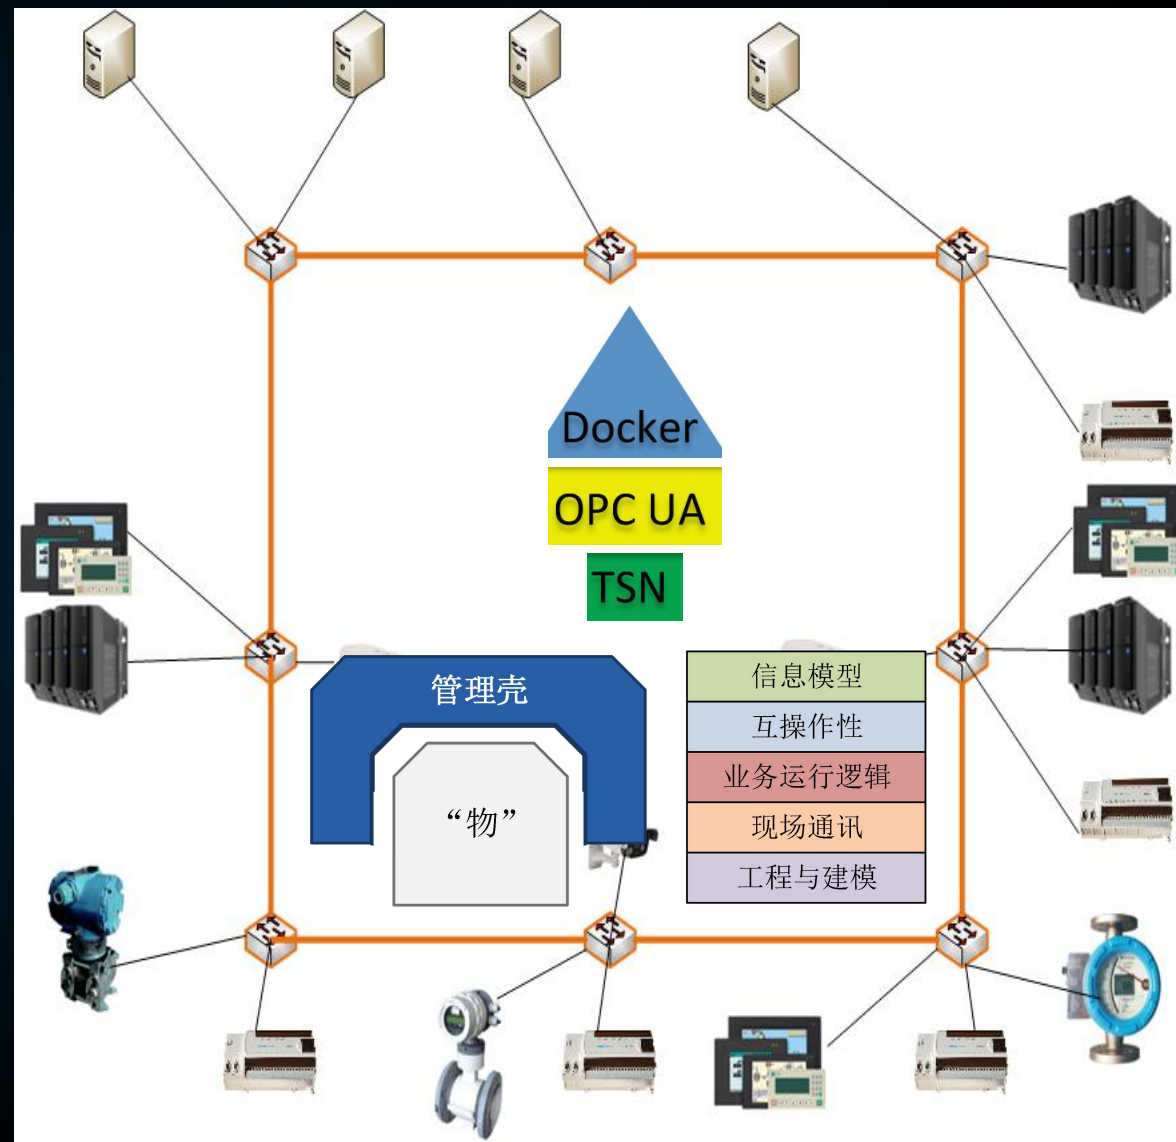 Docker
OPC UA
TSN
管理壳
“物”
信息模型
互操作性
业务运行逻辑
现场通讯
工程与建模